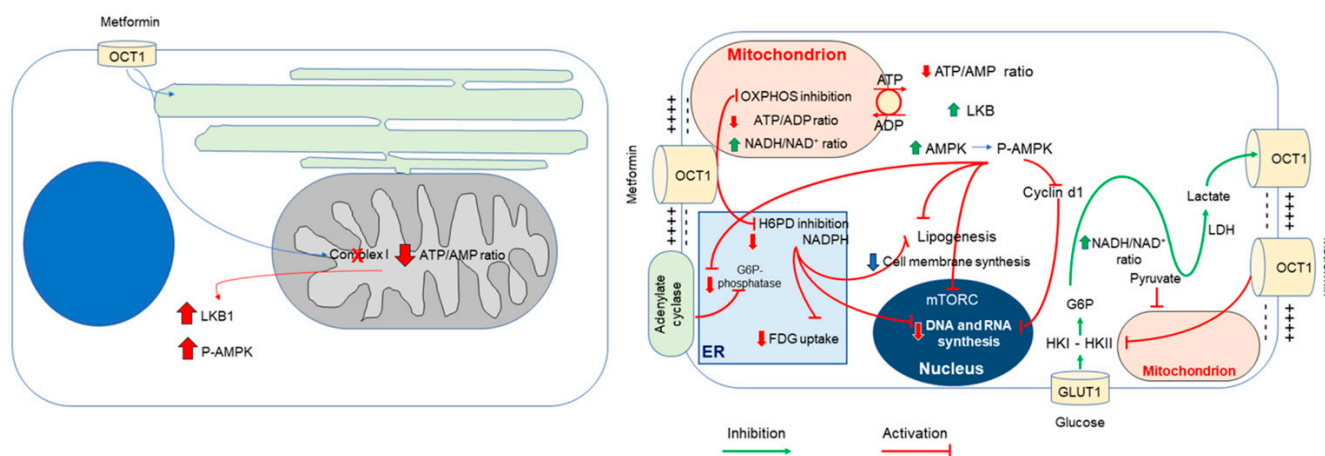 Metformin
OCT1
Complex I
ATP/AMP ratio
LKB1
P-AMPK
Mitochondrion
OXPHOS inhibition
ATP/ADP ratio
NADH/NAD⁺ ratio
ATP
ADP
ATP/AMP ratio
LKB
AMPK
P-AMPK
Cyclin d1
Metformin
OCT1
++++
----
++++
----
H6PD inhibition
NADPH
G6P-
phosphatase
FDG uptake
ER
Adenylate
cyclase
Lipogenesis
Cell membrane synthesis
mTORC
DNA and RNA
synthesis
Nucleus
NADH/NAD⁺
ratio
Pyruvate
G6P
HKI - HKII
GLUT1
Glucose
Lactate
LDH
OCT1
----
++++
OCT1
----
++++
Mitochondrion
Inhibition
Activation